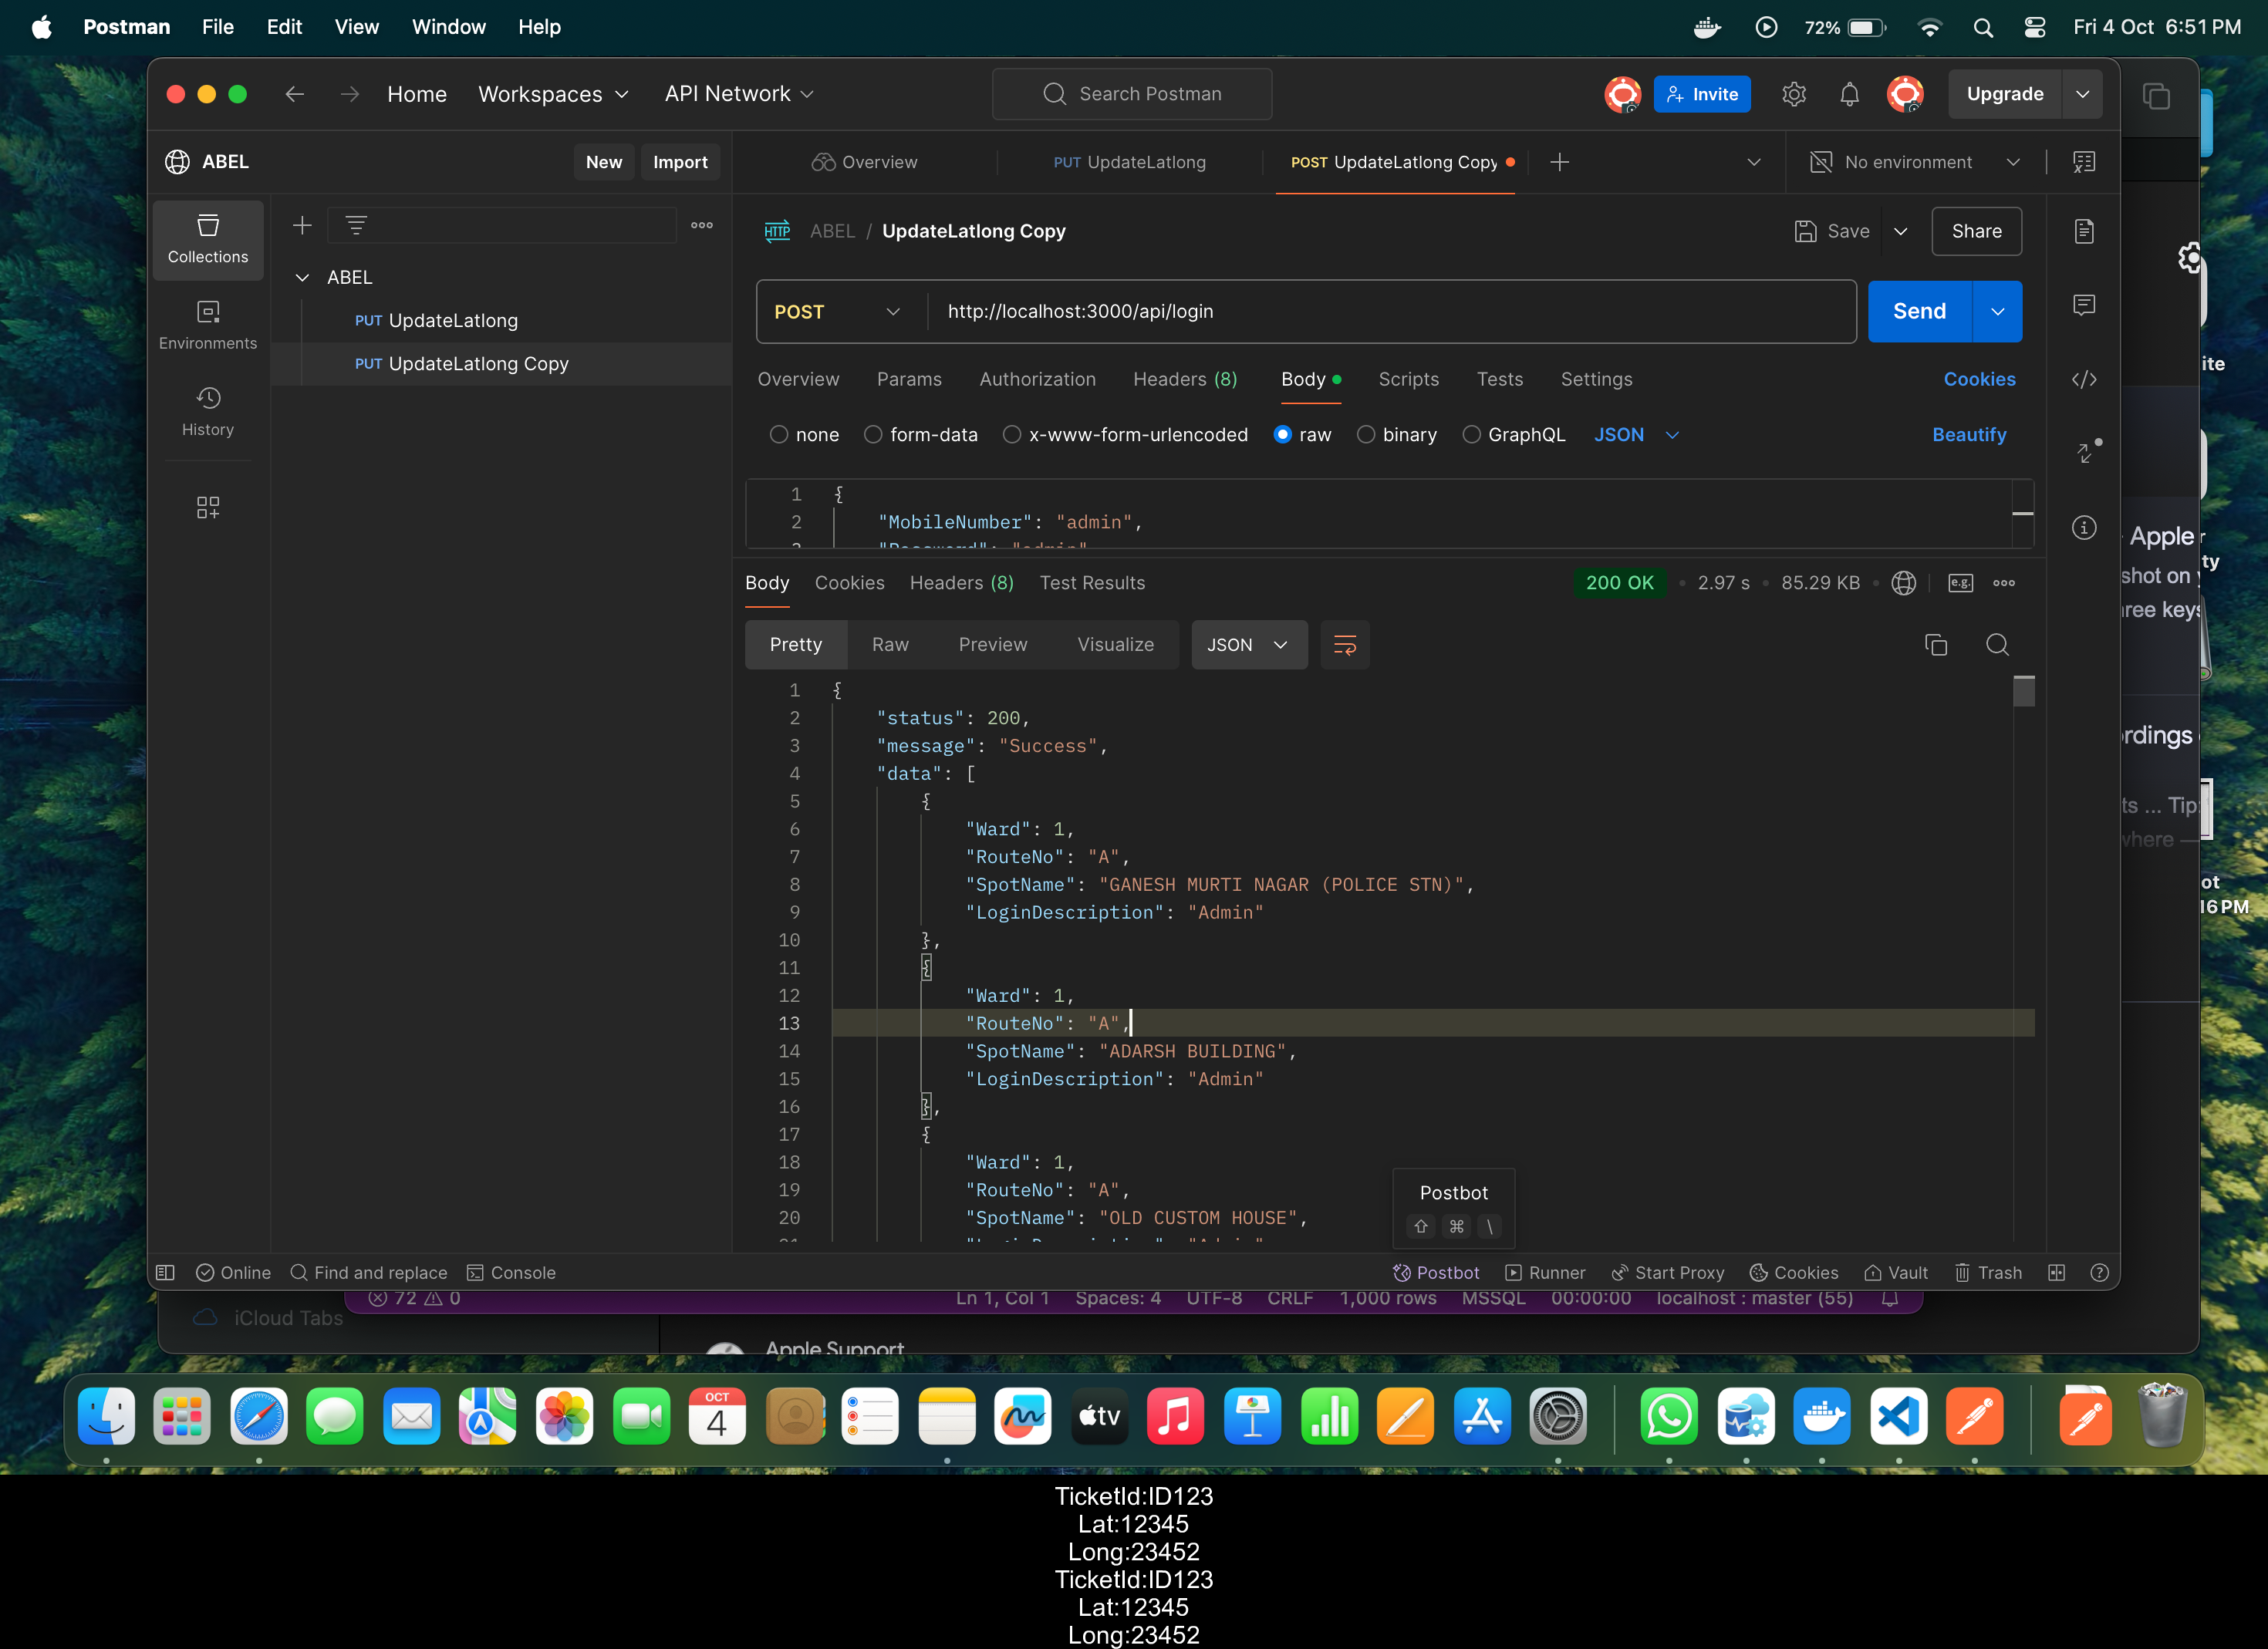 Postman File Edit View Window Help 72% Fri 4 Oct 6:51 PM
Home Workspaces API Network Search Postman Invite Upgrade
ABEL New Import Overview PUT UpdateLatlong POST UpdateLatlong Copy No environment
Collections
Environments
History
ABEL
PUT UpdateLatlong
PUT UpdateLatlong Copy
HTTP ABEL / UpdateLatlong Copy Save Share
POST http://localhost:3000/api/login Send
Overview Params Authorization Headers (8) Body Scripts Tests Settings Cookies
none form-data x-www-form-urlencoded raw binary GraphQL JSON Beautify
1 {
2 "MobileNumber": "admin",
"Password": "admin"
Body Cookies Headers (8) Test Results 200 OK 2.97 s 85.29 KB e.g.
Pretty Raw Preview Visualize JSON
1 {
2 "status": 200,
3 "message": "Success",
4 "data": [
5 {
6 "Ward": 1,
7 "RouteNo": "A",
8 "SpotName": "GANESH MURTI NAGAR (POLICE STN)",
9 "LoginDescription": "Admin"
10 },
11 {
12 "Ward": 1,
13 "RouteNo": "A",
14 "SpotName": "ADARSH BUILDING",
15 "LoginDescription": "Admin"
16 },
17 {
18 "Ward": 1,
19 "RouteNo": "A",
20 "SpotName": "OLD CUSTOM HOUSE",
Postbot
⇧ ⌘ \
Online Find and replace Console Postbot Runner Start Proxy Cookies Vault Trash
72 0 Ln 1, Col 1 Spaces: 4 UTF-8 CRLF 1,000 rows MSSQL 00:00:00 localhost : master (55)
iCloud Tabs
Apple Support
ite
Apple
ty
shot on
ree keys
rdings
ts ... Tip:
where —
ot
16 PM
OCT
4
tv
TicketId:ID123
Lat:12345
Long:23452
TicketId:ID123
Lat:12345
Long:23452